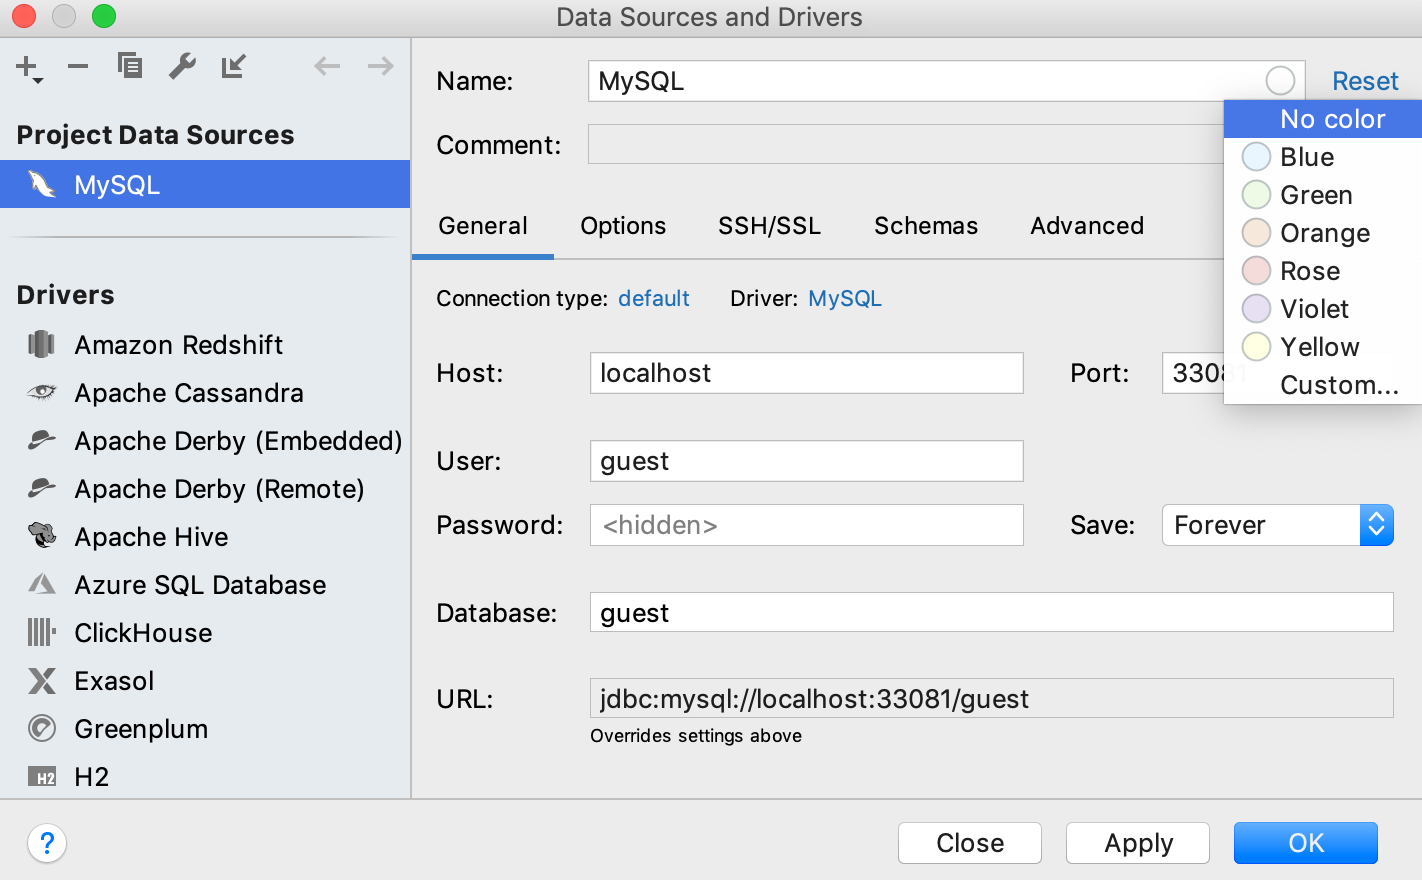 Data Sources and Drivers
Project Data Sources
MySQL
Drivers
Amazon Redshift
Apache Cassandra
Apache Derby (Embedded)
Apache Derby (Remote)
Apache Hive
Azure SQL Database
ClickHouse
Exasol
Greenplum
H2 H2
Name: MySQL Reset
Comment:
No color
Blue
Green
Orange
Rose
Violet
Yellow
Custom...
General Options SSH/SSL Schemas Advanced
Connection type: default Driver: MySQL
Host: localhost Port: 33081
User: guest
Password: <hidden> Save: Forever
Database: guest
URL: jdbc:mysql://localhost:33081/guest
Overrides settings above
? Close Apply OK